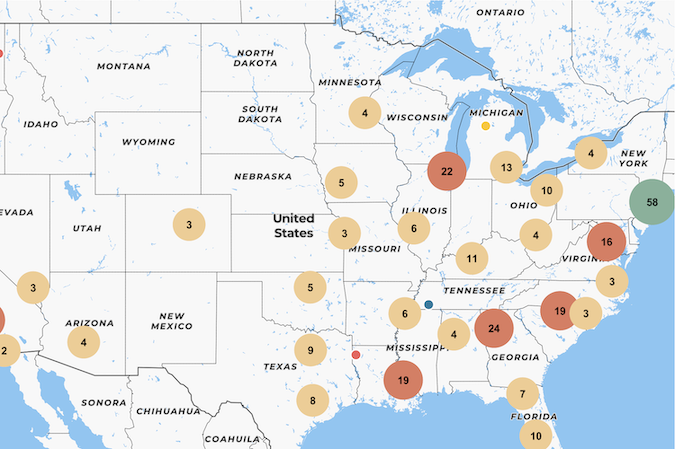 ONTARIO
MONTANA
NORTH
DAKOTA
MINNESOTA
4
WISCONSIN
MICHIGAN
IDAHO
SOUTH
DAKOTA
WYOMING
4
NEW
YORK
22
13
NEBRASKA
5
10
58
EVADA
UTAH
3
United
States
3
ILLINOIS
6
OHIO
4
16
MISSOURI
11
VIRGIN
3
3
5
TENNESSEE
ARIZONA
4
NEW
MEXICO
6
4
24
19
3
2
9
MISSISSIPP
GEORGIA
TEXAS
19
8
7
SONORA
CHIHUAHUA
FLORIDA
10
COAHUILA